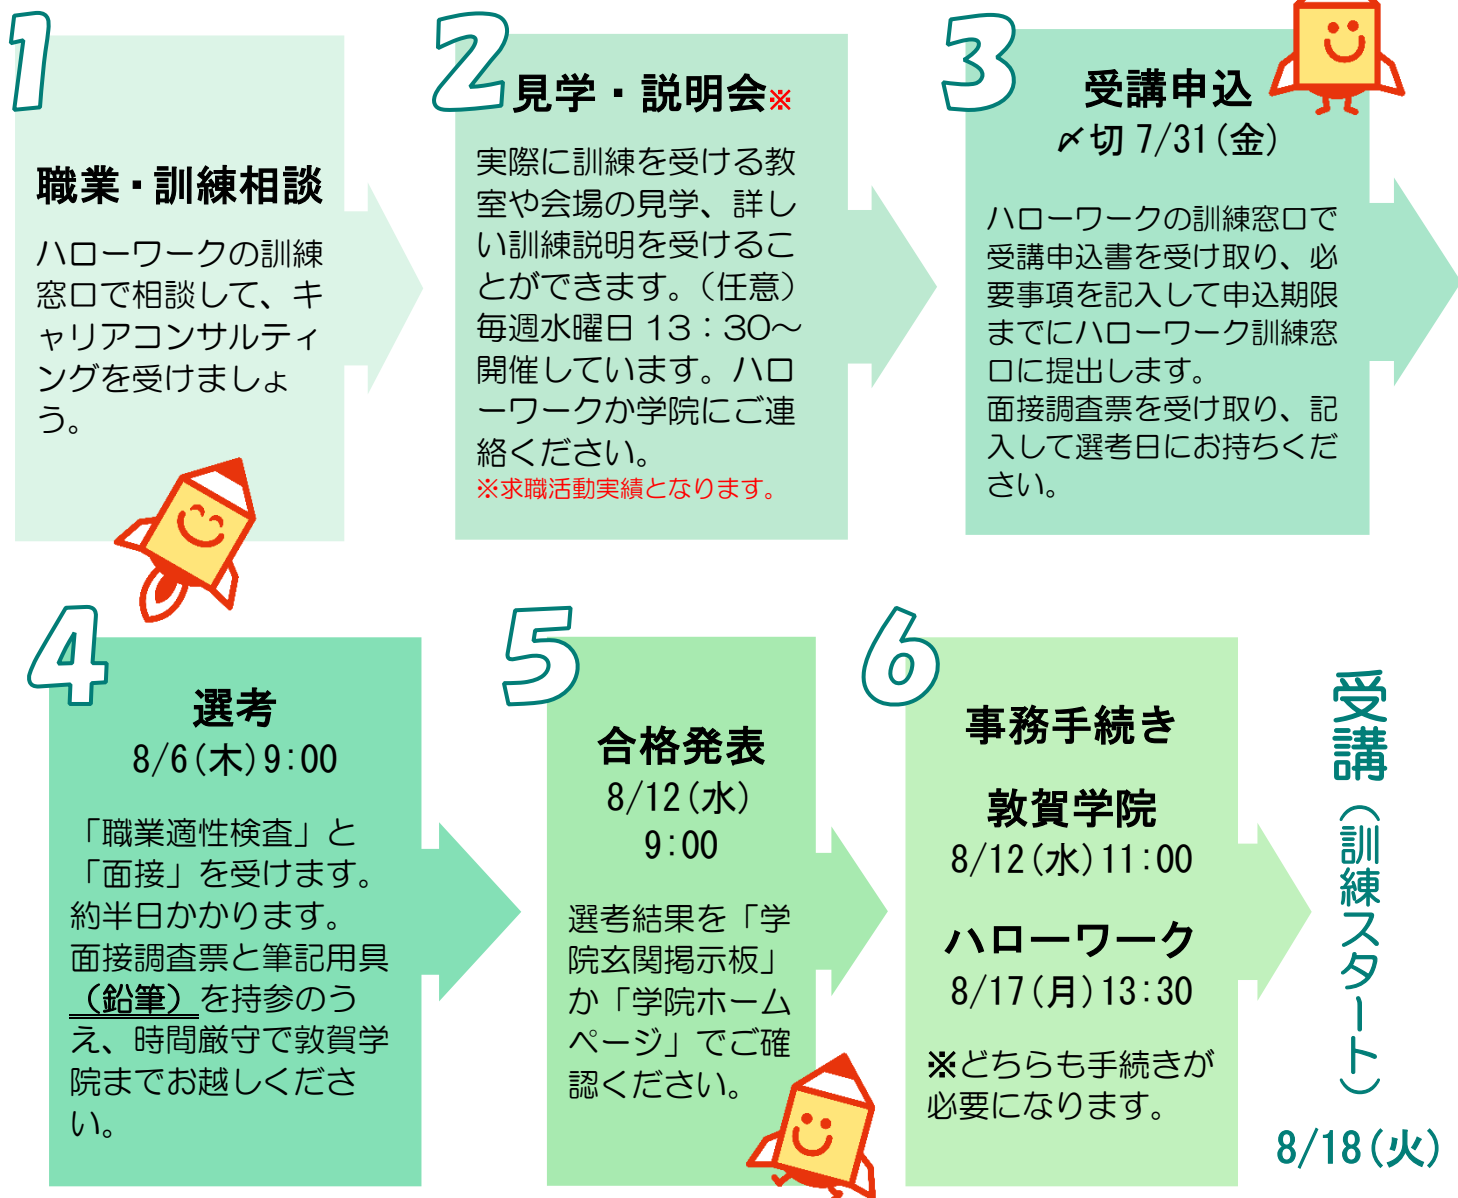 1
職業・訓練相談
ハローワークの訓練
窓口で相談して、キ
ャリアコンサルティ
ングを受けましょ
う。
2
見学・説明会※
実際に訓練を受ける教
室や会場の見学、詳し
い訓練説明を受けるこ
とができます。（任意）
毎週水曜日 13：30～
開催しています。ハロ
ーワークか学院にご連
絡ください。
※求職活動実績となります。
3
受講申込
〆切 7/31(金)
ハローワークの訓練窓口で
受講申込書を受け取り、必
要事項を記入して申込期限
までにハローワーク訓練窓
口に提出します。
面接調査票を受け取り、記
入して選考日にお持ちくだ
さい。
4
選考
8/6(木)9:00
「職業適性検査」と
「面接」を受けます。
約半日かかります。
面接調査票と筆記用具
（鉛筆）を持参のう
え、時間厳守で敦賀学
院までお越しくださ
い。
5
合格発表
8/12(水)
9:00
選考結果を「学
院玄関掲示板」
か「学院ホーム
ページ」でご確
認ください。
6
事務手続き
敦賀学院
8/12(水)11:00
ハローワーク
8/17(月)13:30
※どちらも手続きが
必要になります。
受講（訓練スタート）
8/18(火)